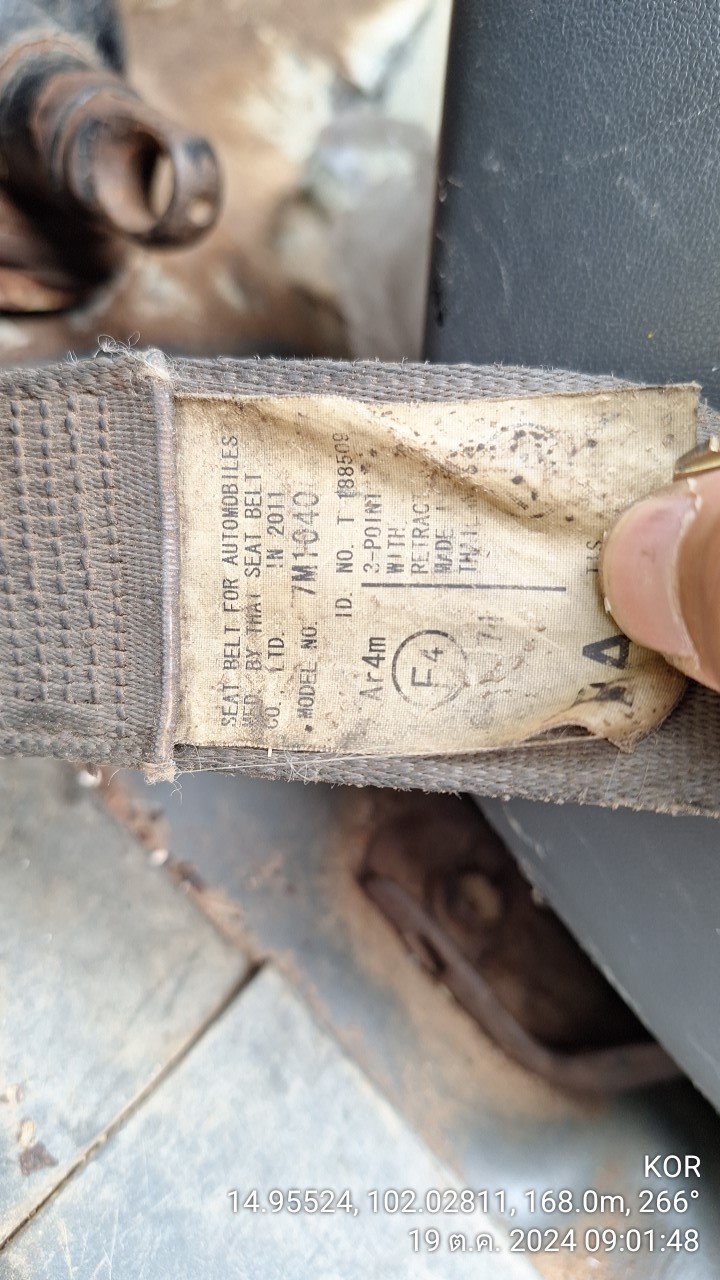 SEAT BELT FOR AUTOMOBILES
MFD. BY THAI SEAT BELT
CO., LTD. IN 2011
MODEL NO. 7M1040
ID. NO. T 188509
Ar4m
3-POINT
WITH
RETRACT
MADE I
E4
KOR
14.95524, 102.02811, 168.0m, 266°
19 ต.ค. 2024 09:01:48